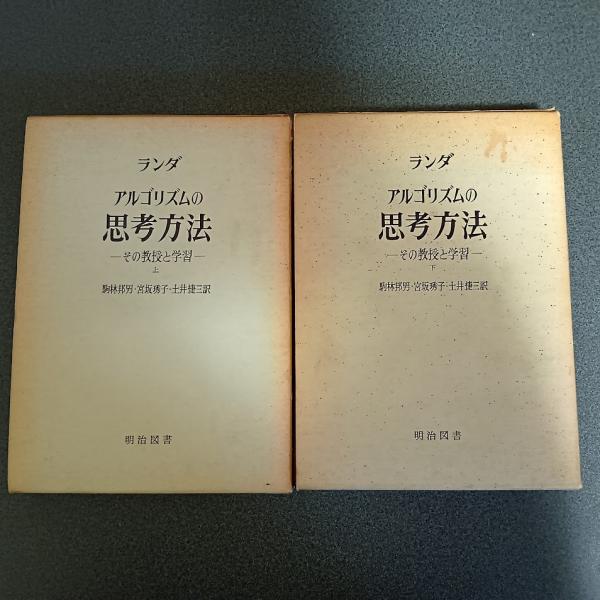 ランダ
アルゴリズムの
思考方法
―その教授と学習―
上
駒林邦男・宮坂琇子・土井捷三訳
明治図書
ランダ
アルゴリズムの
思考方法
―その教授と学習―
下
駒林邦男・宮坂琇子・土井捷三訳
明治図書